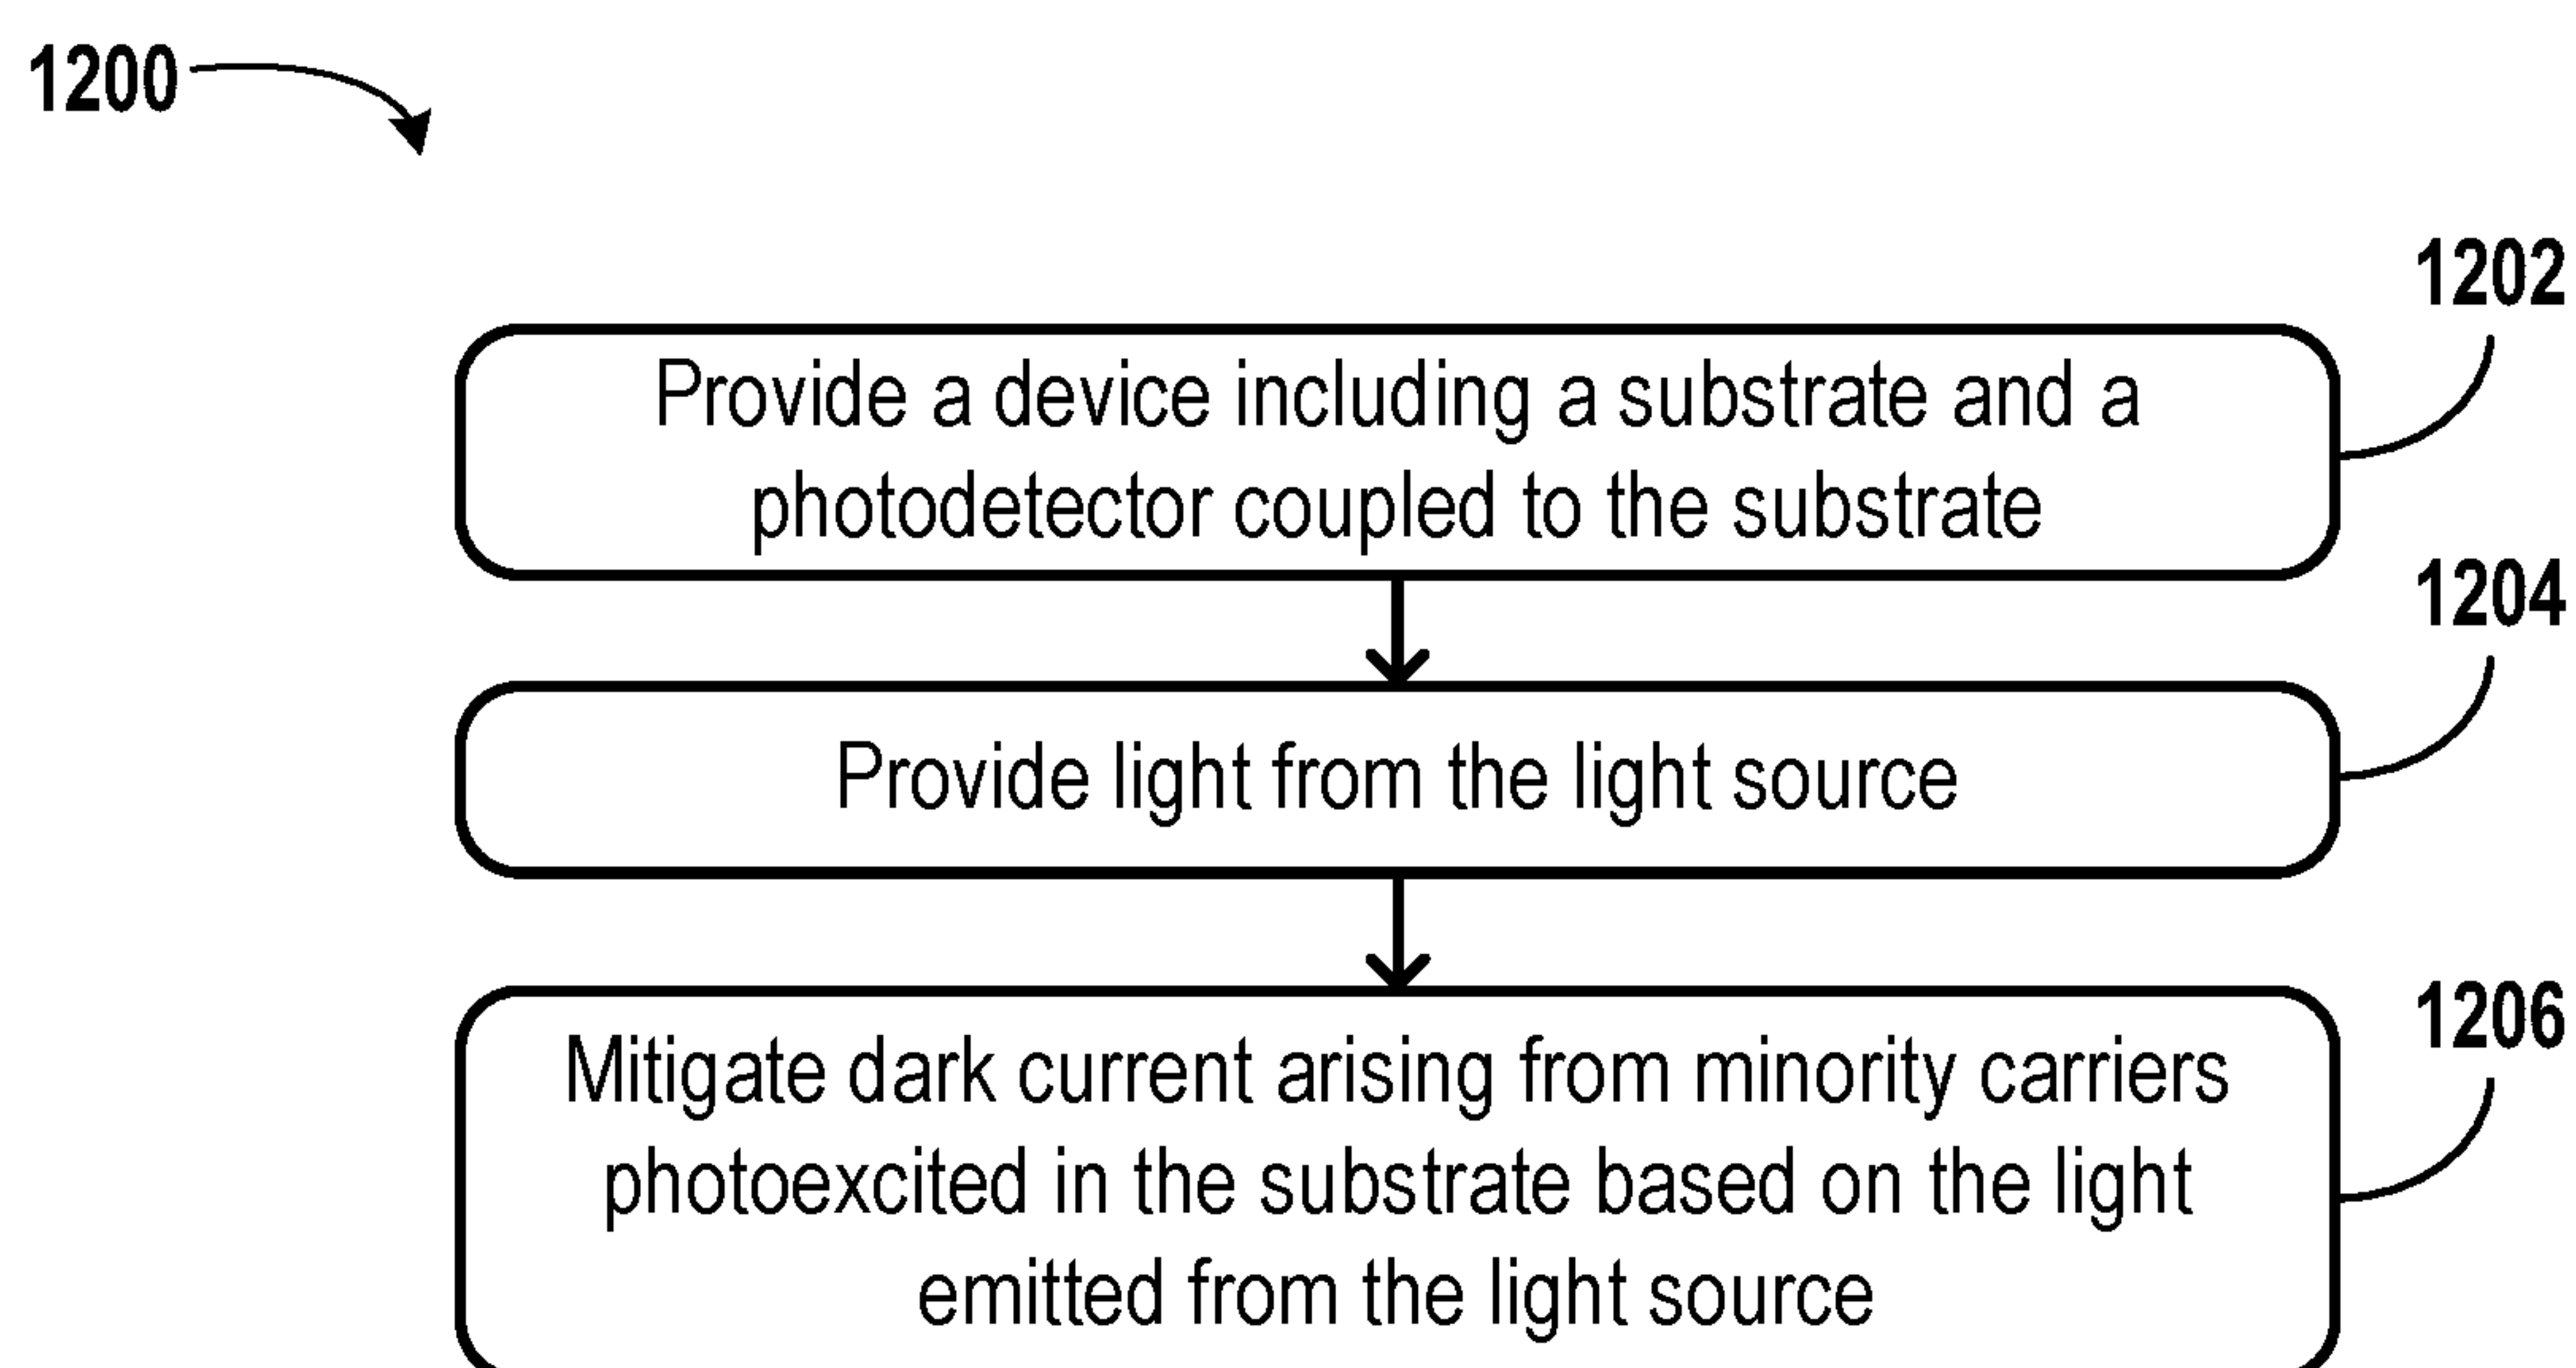 1200
1202
Provide a device including a substrate and a
photodetector coupled to the substrate
1204
Provide light from the light source
1206
Mitigate dark current arising from minority carriers
photoexcited in the substrate based on the light
emitted from the light source